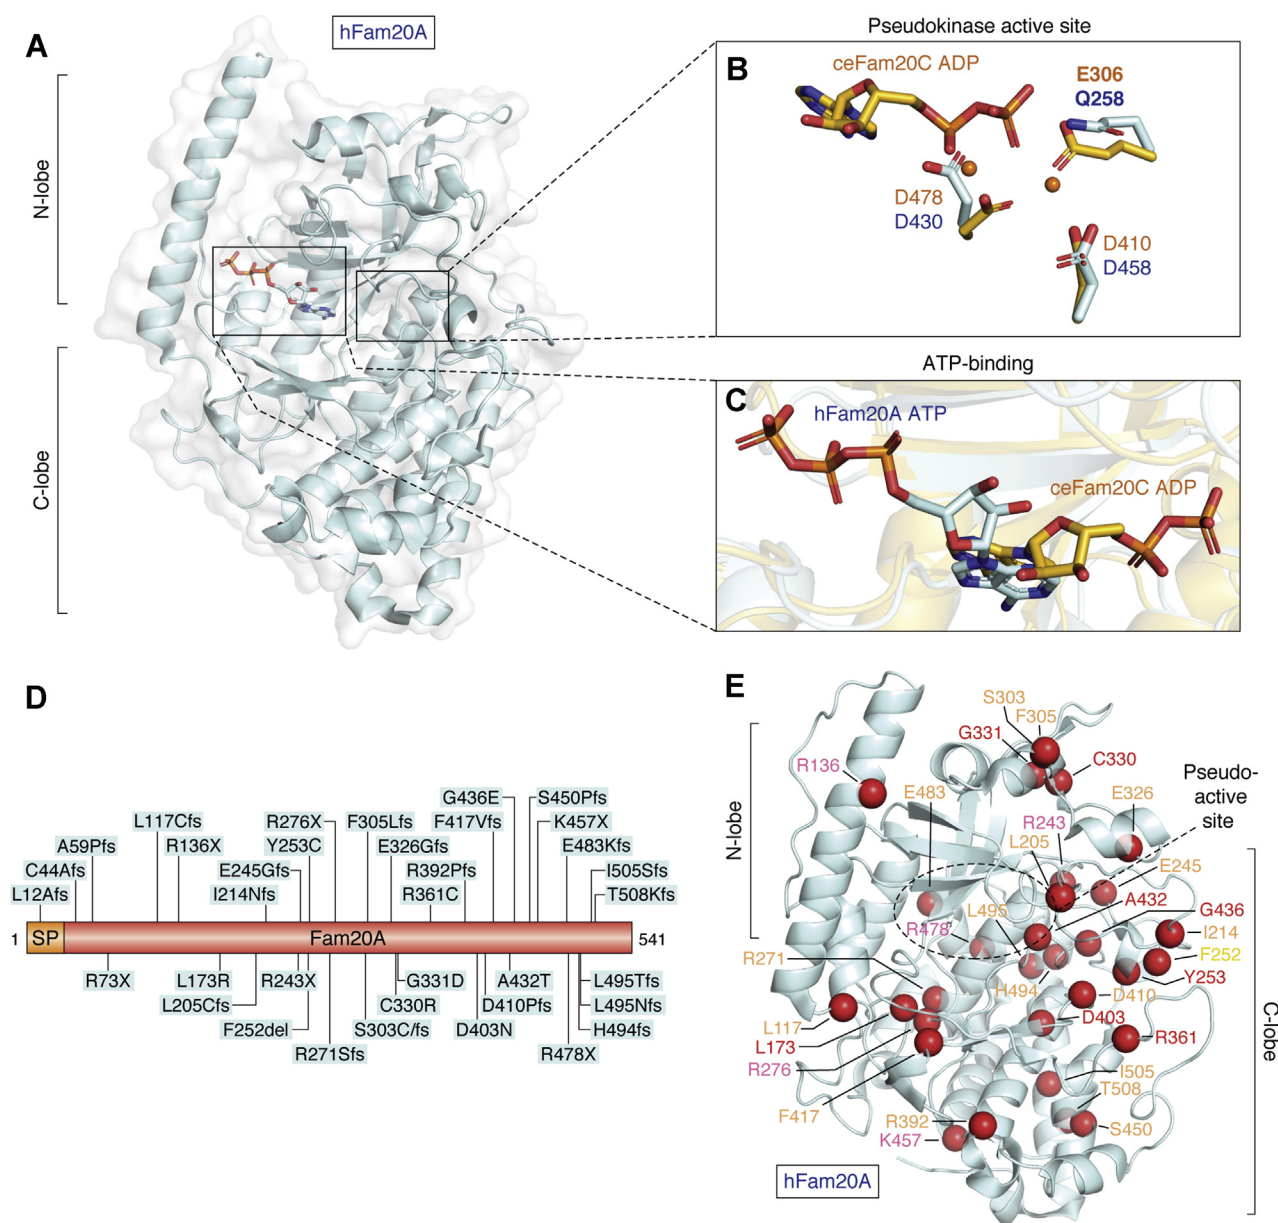 A
hFam20A
N-lobe
C-lobe
Pseudokinase active site
B
ceFam20C ADP
E306
Q258
D478
D430
D410
D458
ATP-binding
C
hFam20A ATP
ceFam20C ADP
D
G436E
S450Pfs
L117Cfs
R276X
F305Lfs
F417Vfs
K457X
A59Pfs
R136X
Y253C
E326Gfs
E483Kfs
C44Afs
E245Gfs
R392Pfs
I505Sfs
L12Afs
I214Nfs
R361C
T508Kfs
1
SP
Fam20A
541
R73X
L173R
R243X
G331D
A432T
L495Tfs
L205Cfs
C330R
D410Pfs
L495Nfs
F252del
S303C/fs
D403N
H494fs
R271Sfs
R478X
E
S303
F305
G331
C330
R136
E483
E326
Pseudo-
active
site
N-lobe
R243
L205
E245
A432
L495
G436
R478
I214
R271
F252
H494
Y253
D410
L117
D403
L173
R361
R276
I505
T508
F417
R392
S450
K457
C-lobe
hFam20A